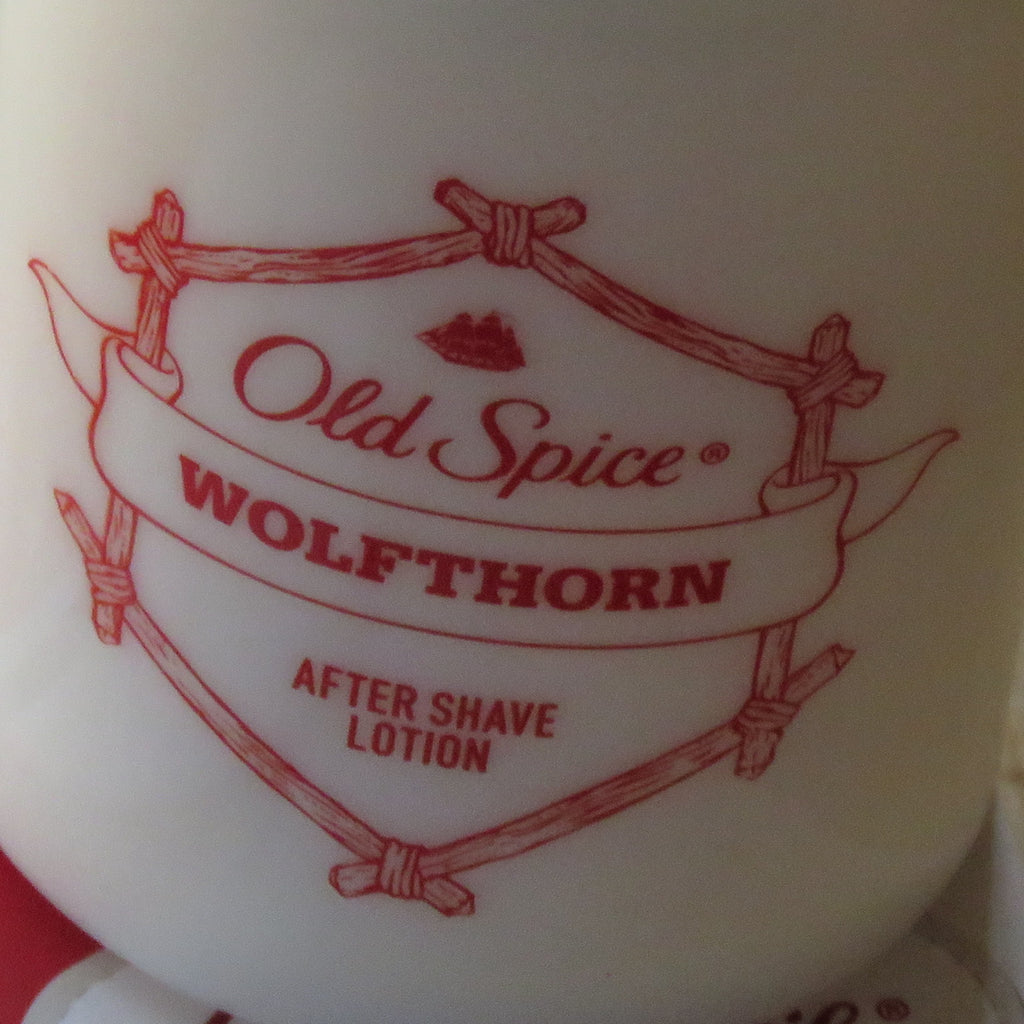 Old Spice®
WOLFTHORN
AFTER SHAVE
LOTION
®